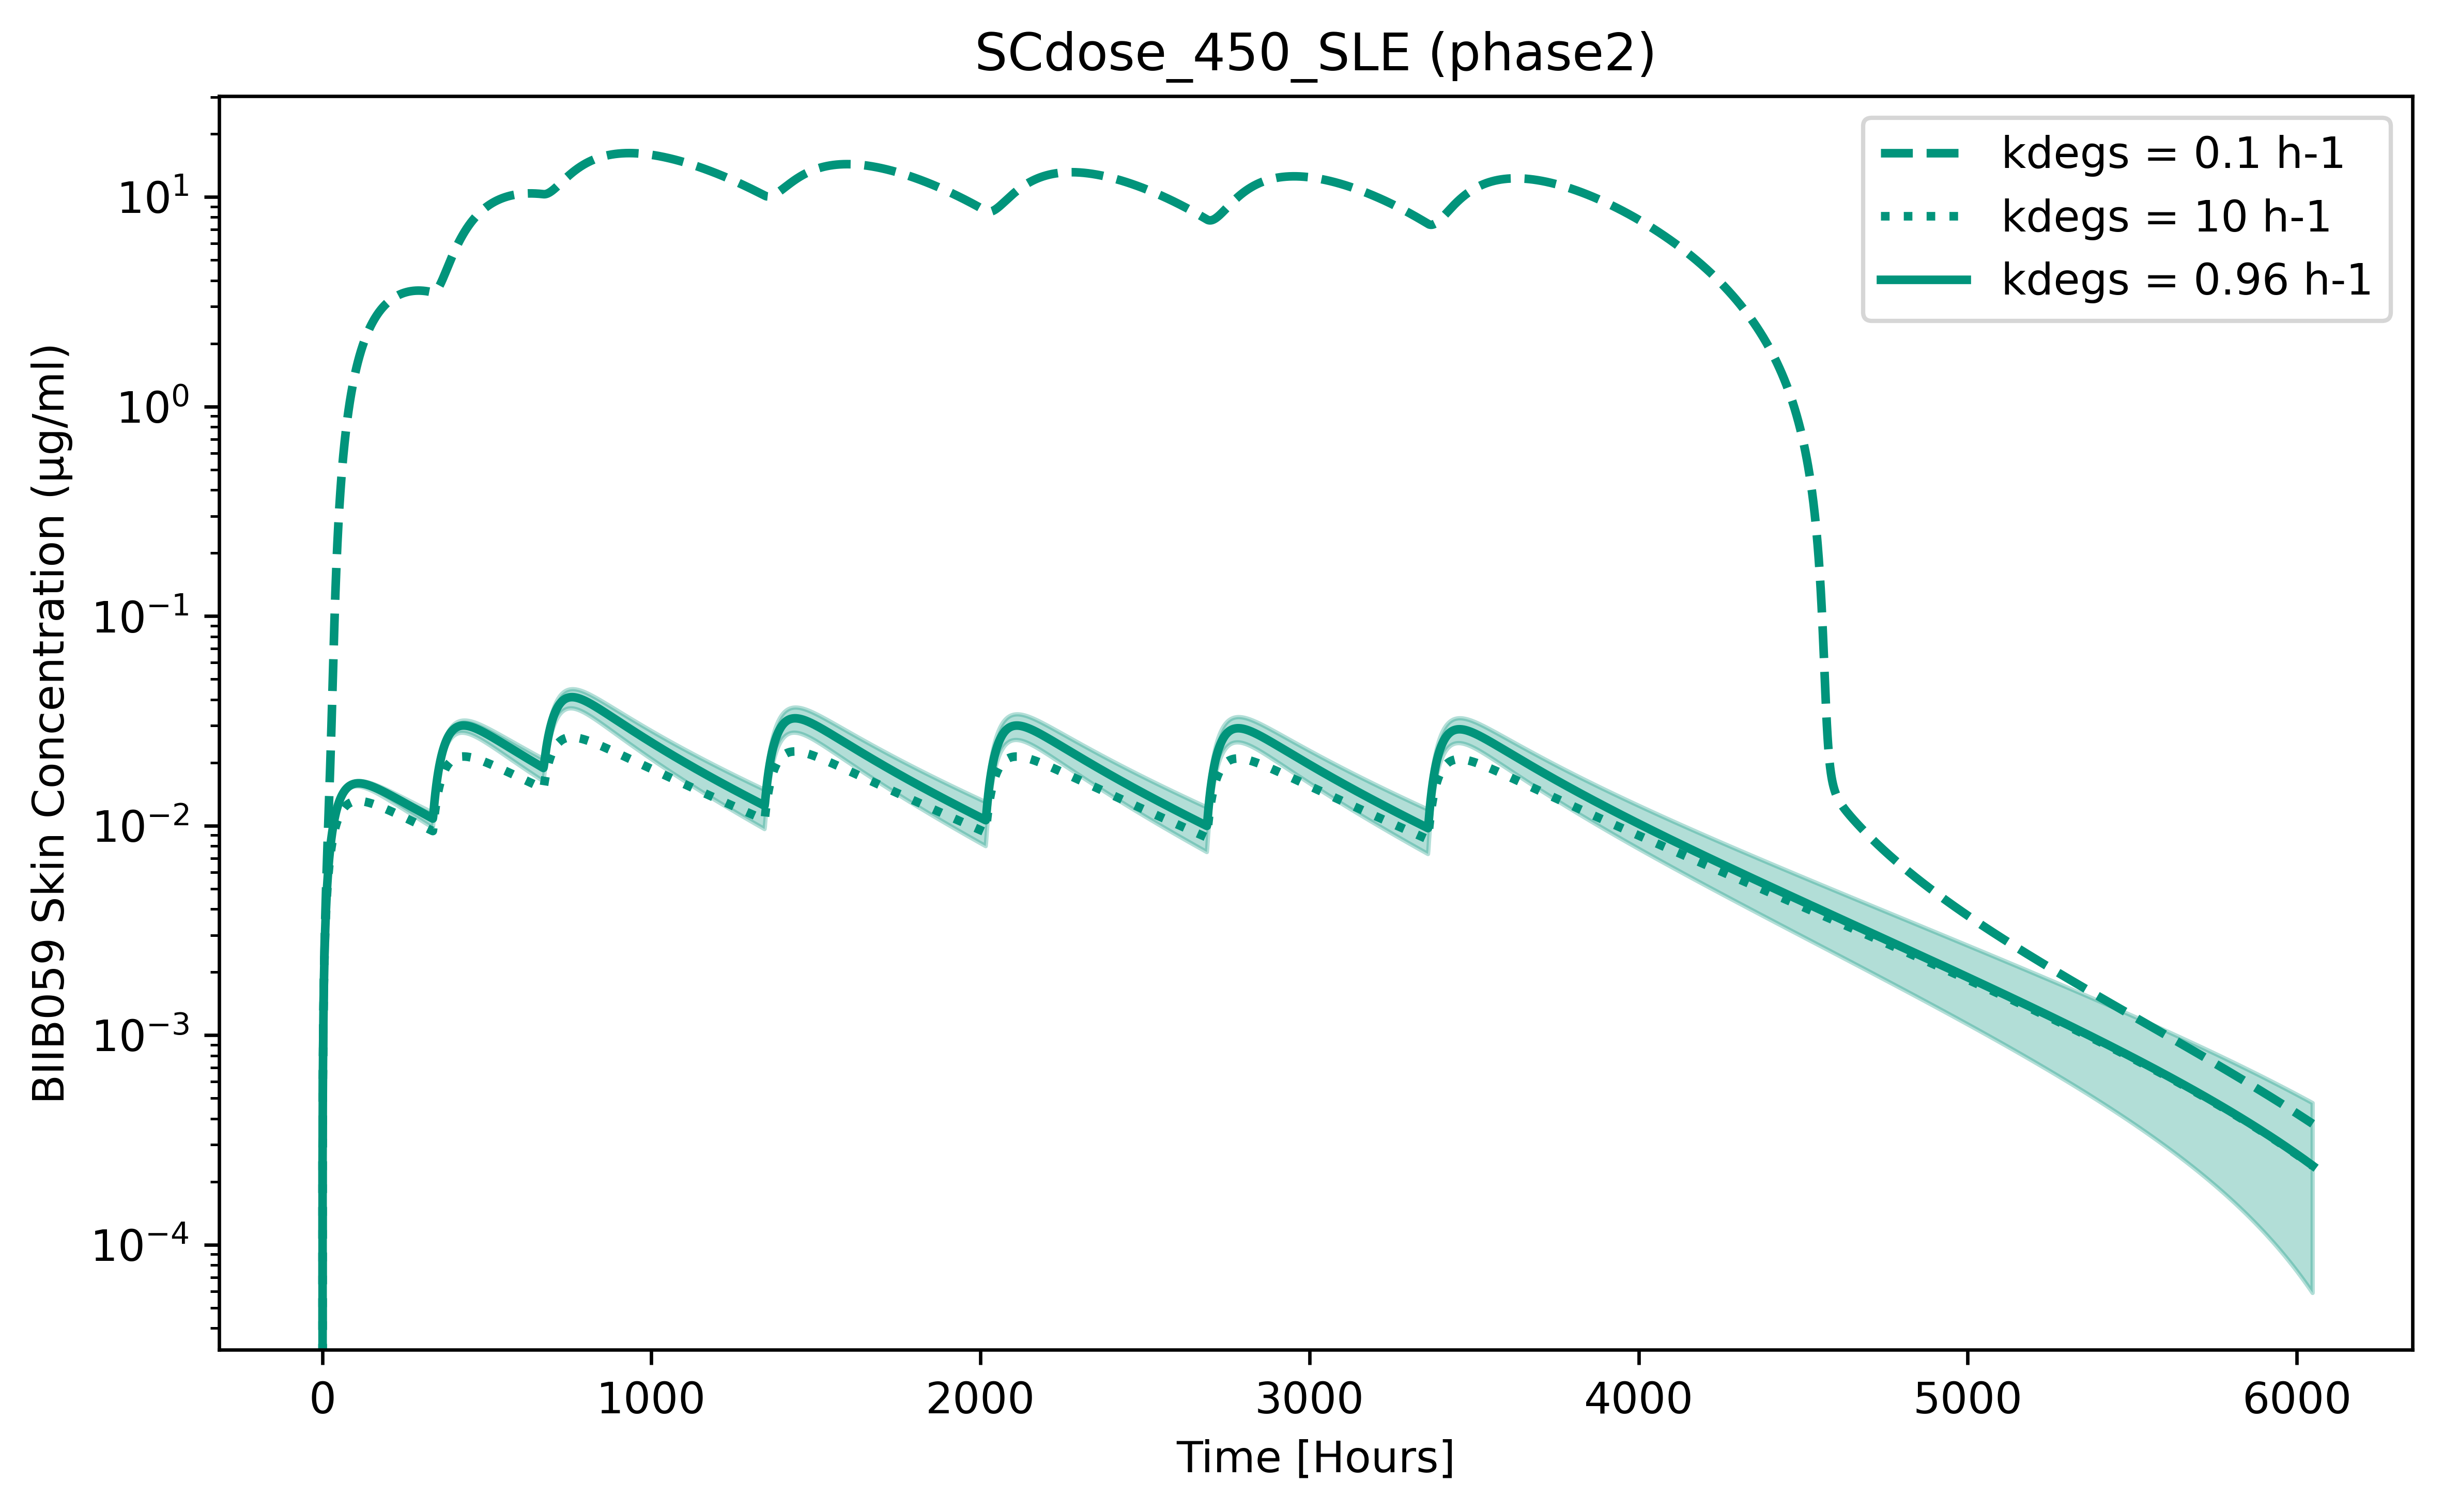 SCdose_450_SLE (phase2)
kdegs = 0.1 h-1
kdegs = 10 h-1
kdegs = 0.96 h-1
BIIB059 Skin Concentration (µg/ml)
10¹
10⁰
10⁻¹
10⁻²
10⁻³
10⁻⁴
0 1000 2000 3000 4000 5000 6000
Time [Hours]